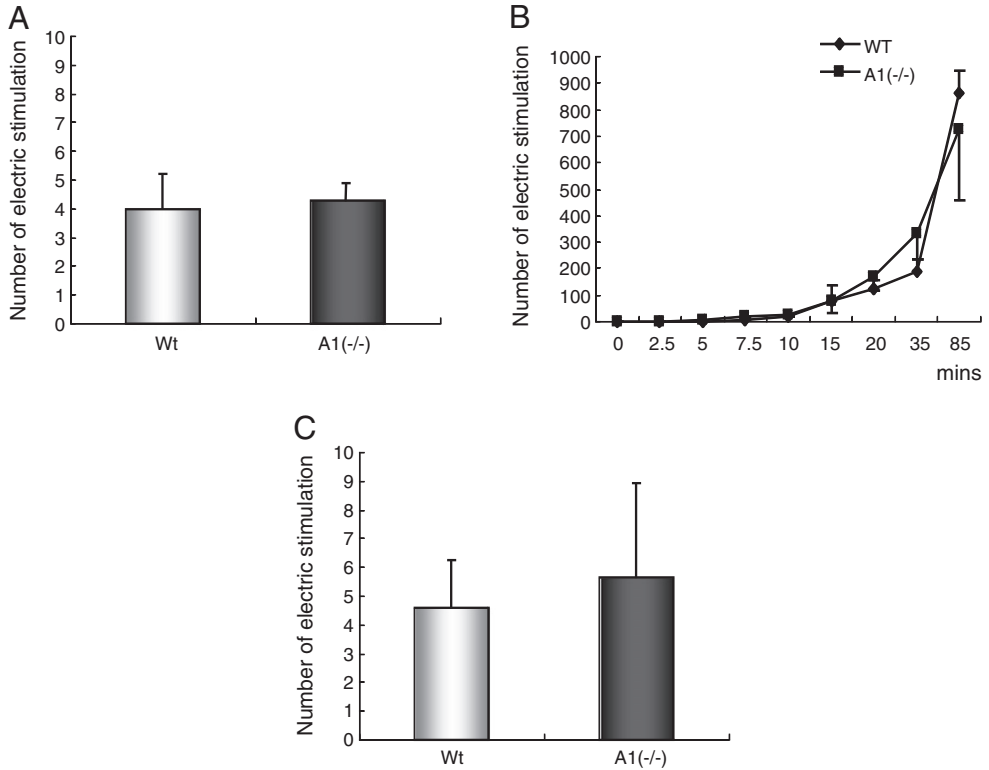 A
Number of electric stimulation
10
9
8
7
6
5
4
3
2
1
0
Wt
A1(-/-)
B
Number of electric stimulation
WT
A1(-/-)
1000
900
800
700
600
500
400
300
200
100
0
0 2.5 5 7.5 10 15 20 35 85
mins
C
Number of electric stimulation
10
9
8
7
6
5
4
3
2
1
0
Wt
A1(-/-)